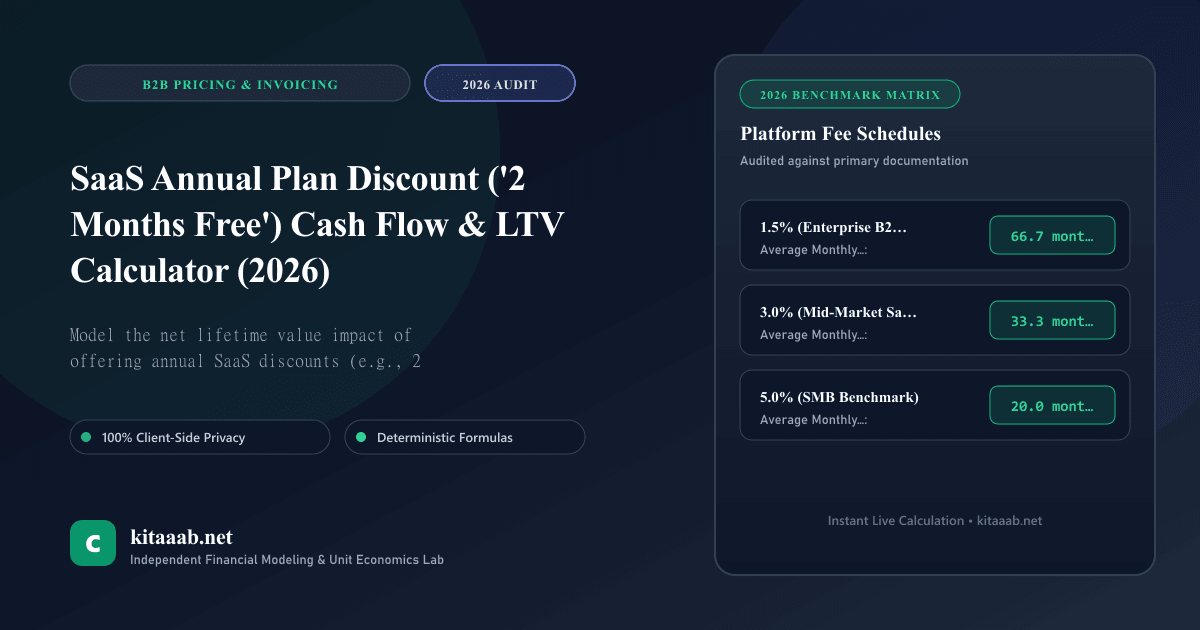 B2B PRICING & INVOICING
2026 AUDIT
SaaS Annual Plan Discount ('2
Months Free') Cash Flow & LTV
Calculator (2026)
Model the net lifetime value impact of
offering annual SaaS discounts (e.g., 2
100% Client-Side Privacy
Deterministic Formulas
C
kitaaab.net
Independent Financial Modeling & Unit Economics Lab
2026 BENCHMARK MATRIX
Platform Fee Schedules
Audited against primary documentation
1.5% (Enterprise B2…
Average Monthly…:
66.7 mont…
3.0% (Mid-Market Sa…
Average Monthly…:
33.3 mont…
5.0% (SMB Benchmark)
Average Monthly…:
20.0 mont…
Instant Live Calculation • kitaaab.net